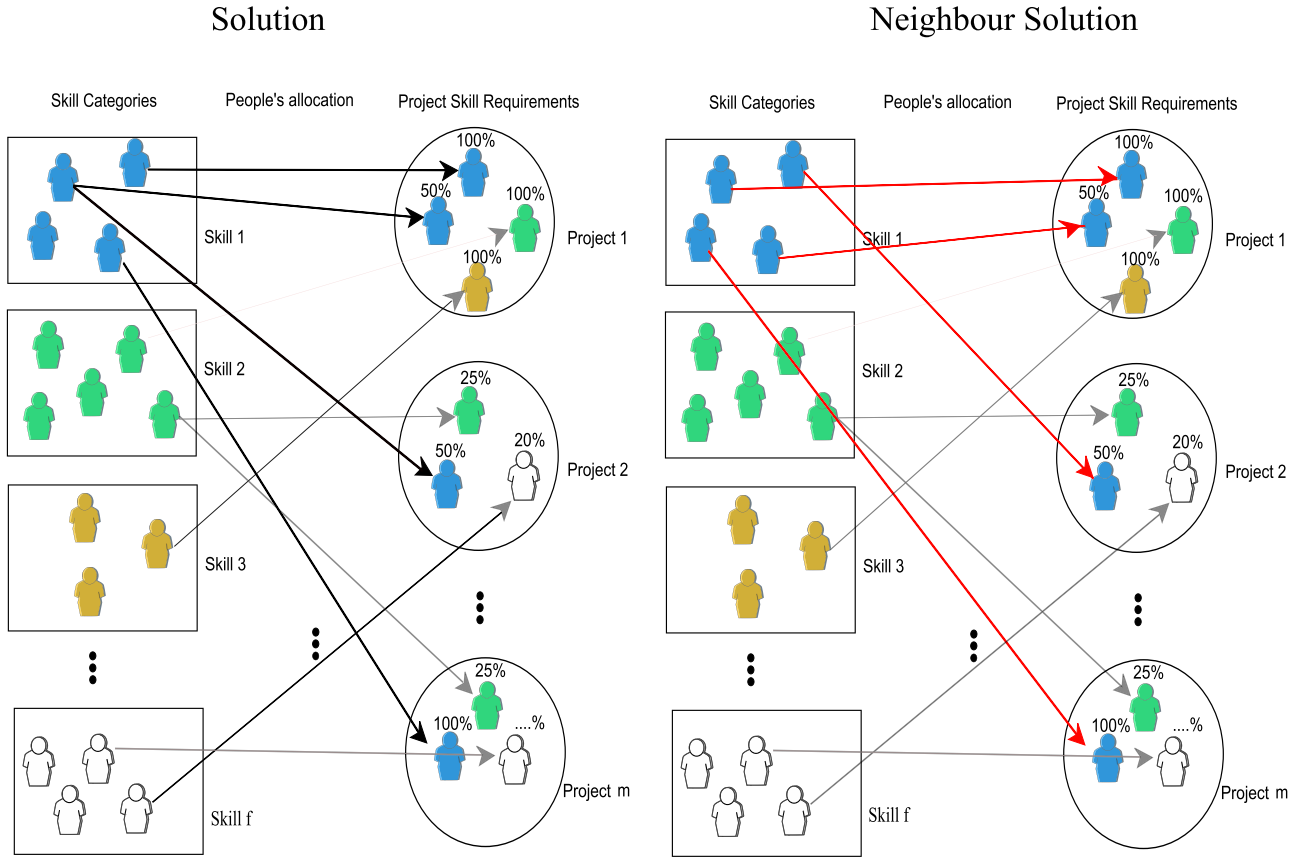 Solution
Skill Categories
People's allocation
Project Skill Requirements
100%
50%
100%
Skill 1
Project 1
100%
Skill 2
25%
50%
20%
Project 2
Skill 3
25%
100%
....%
Project m
Skill f
Neighbour Solution
Skill Categories
People's allocation
Project Skill Requirements
100%
50%
100%
Skill 1
Project 1
100%
Skill 2
25%
50%
20%
Project 2
Skill 3
25%
100%
....%
Project m
Skill f